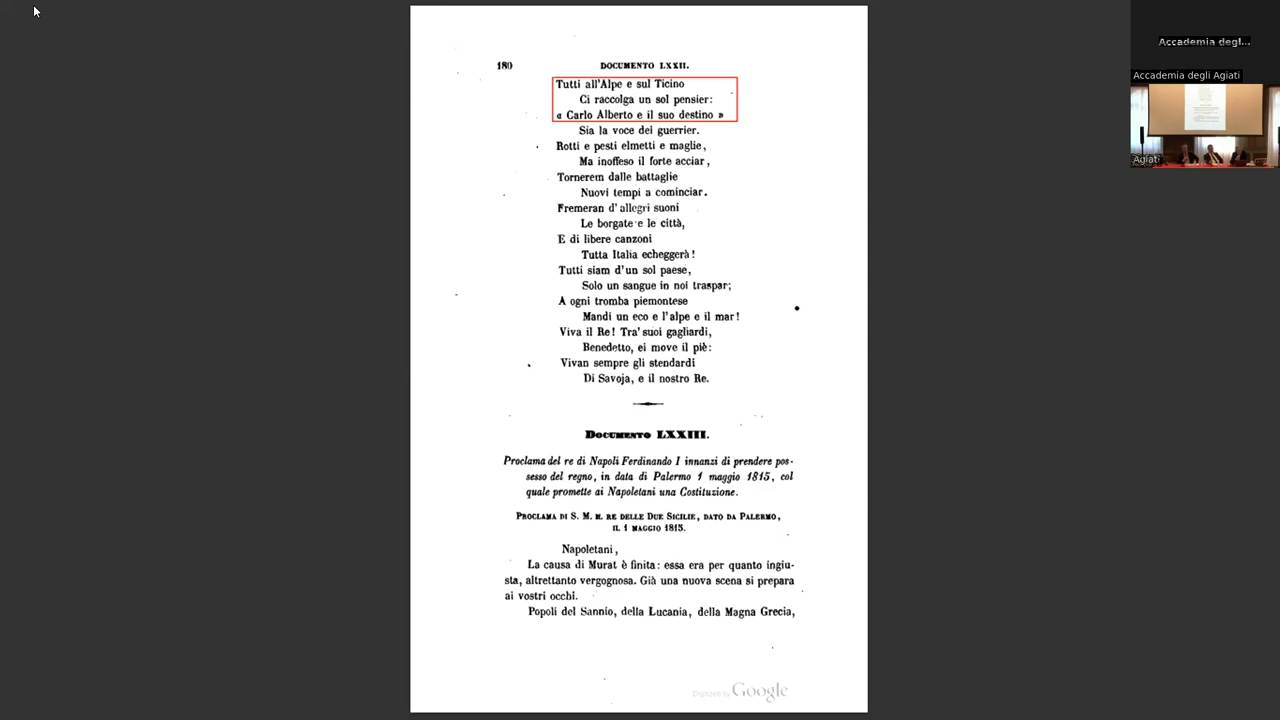 180 DOCUMENTO LXXII.
Tutti all'Alpe e sul Ticino
Ci raccolga un sol pensier:
« Carlo Alberto e il suo destino »
Sia la voce dei guerrier.
Rotti e pesti elmetti e maglie,
Ma inoffeso il forte acciar,
Tornerem dalle battaglie
Nuovi tempi a cominciar.
Fremeran d'allegri suoni
Le borgate e le città,
E di libere canzoni
Tutta Italia echeggerà!
Tutti siam d'un sol paese,
Solo un sangue in noi traspar;
A ogni tromba piemontese
Mandi un eco e l'alpe e il mar!
Viva il Re! Tra' suoi gagliardi,
Benedetto, ei move il piè:
Vivan sempre gli stendardi
Di Savoja, e il nostro Re.
DOCUMENTO LXXIII.
Proclama del re di Napoli Ferdinando I innanzi di prendere pos-
sesso del regno, in data di Palermo 1 maggio 1815, col
quale promette ai Napoletani una Costituzione.
PROCLAMA DI S. M. IL RE DELLE DUE SICILIE, DATO DA PALERMO,
IL 1 MAGGIO 1815.
Napoletani,
La causa di Murat è finita: essa era per quanto ingiu-
sta, altrettanto vergognosa. Già una nuova scena si prepara
ai vostri occhi.
Popoli del Sannio, della Lucania, della Magna Grecia,
Digitized by Google
Accademia degl...
Accademia degli Agiati
Agiati